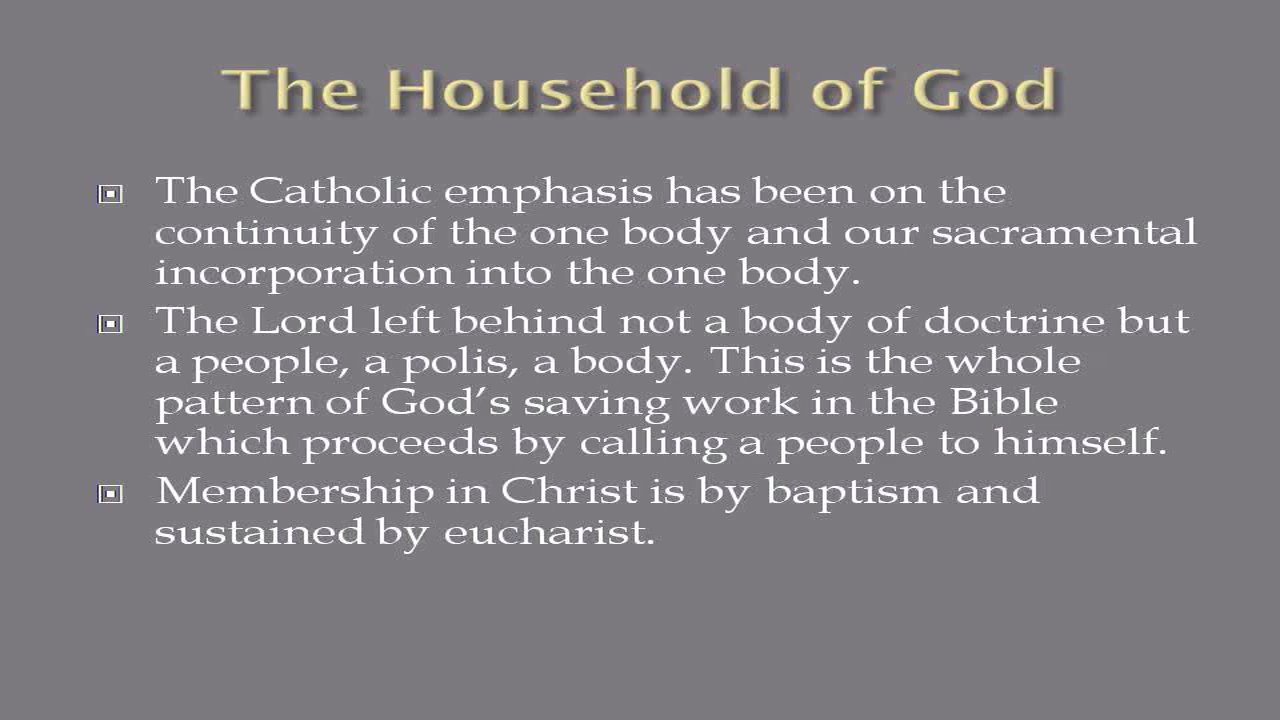 The Household of God
The Catholic emphasis has been on the
continuity of the one body and our sacramental
incorporation into the one body.
The Lord left behind not a body of doctrine but
a people, a polis, a body. This is the whole
pattern of God’s saving work in the Bible
which proceeds by calling a people to himself.
Membership in Christ is by baptism and
sustained by eucharist.